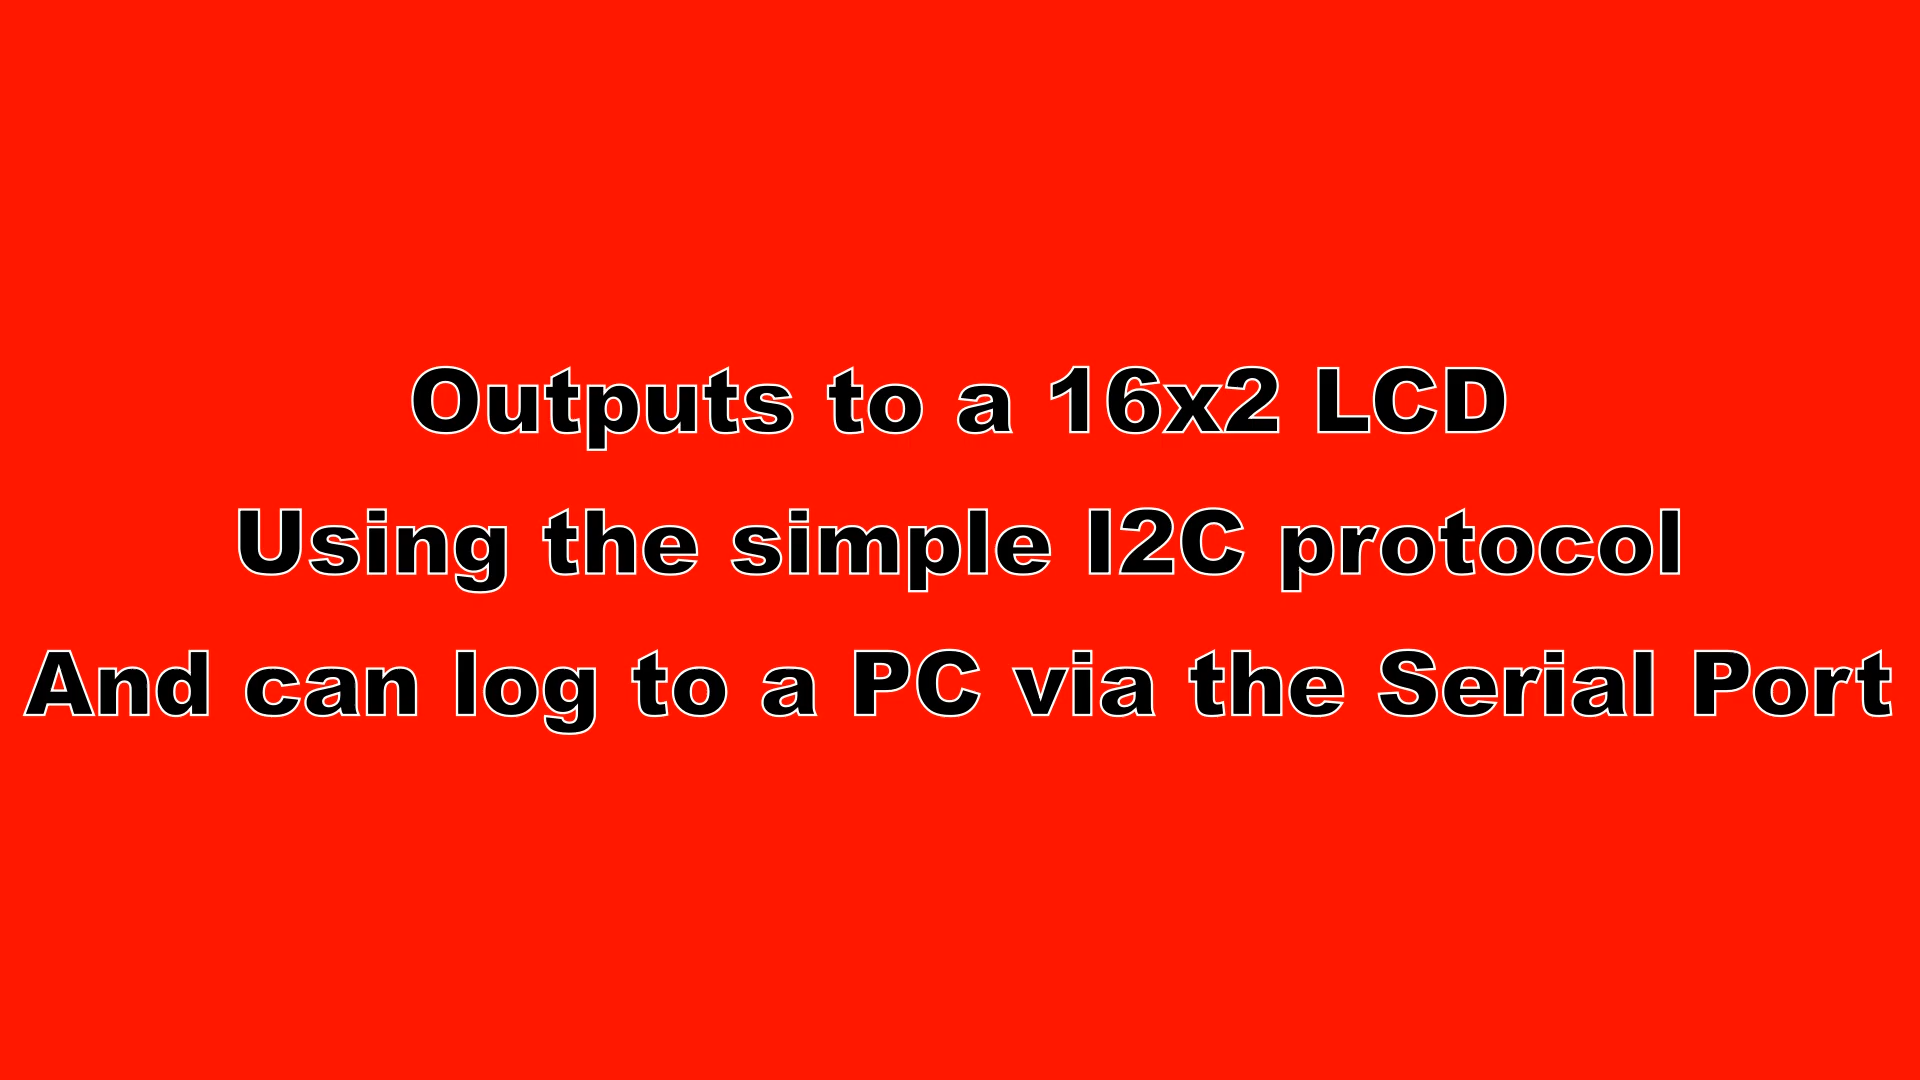 Outputs to a 16x2 LCD
Using the simple I2C protocol
And can log to a PC via the Serial Port